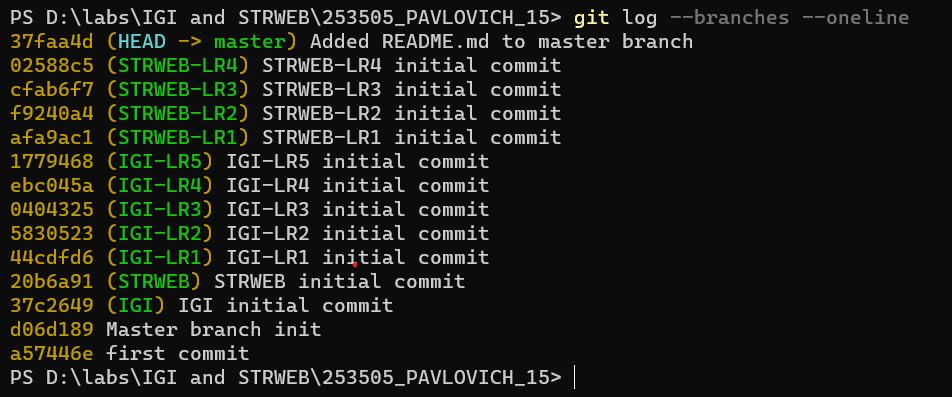 PS D:\labs\IGI and STRWEB\253505_PAVLOVICH_15> git log --branches --oneline
37faa4d (HEAD -> master) Added README.md to master branch
02588c5 (STRWEB-LR4) STRWEB-LR4 initial commit
cfab6f7 (STRWEB-LR3) STRWEB-LR3 initial commit
f9240a4 (STRWEB-LR2) STRWEB-LR2 initial commit
afa9ac1 (STRWEB-LR1) STRWEB-LR1 initial commit
1779468 (IGI-LR5) IGI-LR5 initial commit
ebc045a (IGI-LR4) IGI-LR4 initial commit
0404325 (IGI-LR3) IGI-LR3 initial commit
5830523 (IGI-LR2) IGI-LR2 initial commit
44cdfd6 (IGI-LR1) IGI-LR1 initial commit
20b6a91 (STRWEB) STRWEB initial commit
37c2649 (IGI) IGI initial commit
d06d189 Master branch init
a57446e first commit
PS D:\labs\IGI and STRWEB\253505_PAVLOVICH_15>